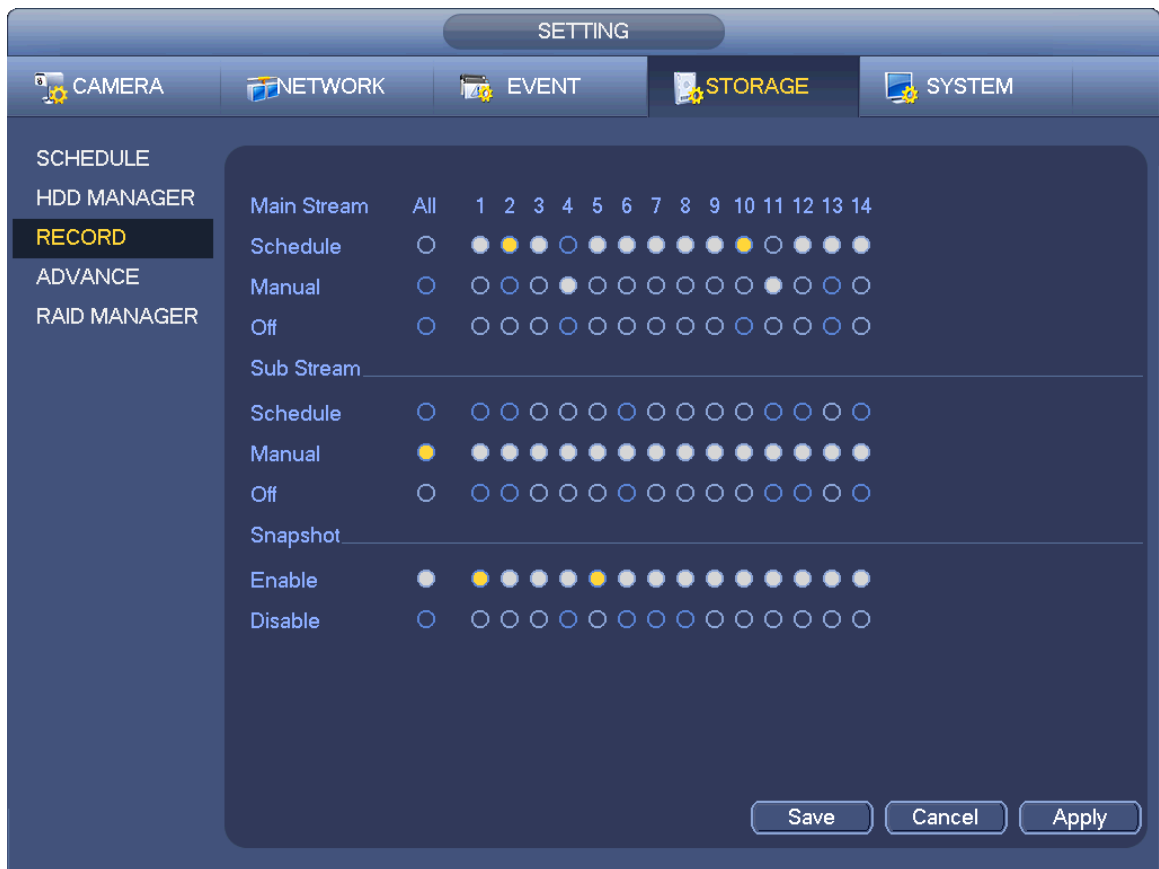 SETTING
CAMERA NETWORK EVENT STORAGE SYSTEM
SCHEDULE
HDD MANAGER
RECORD
ADVANCE
RAID MANAGER
Main Stream All 1 2 3 4 5 6 7 8 9 10 11 12 13 14
Schedule
Manual
Off
Sub Stream
Schedule
Manual
Off
Snapshot
Enable
Disable
Save Cancel Apply